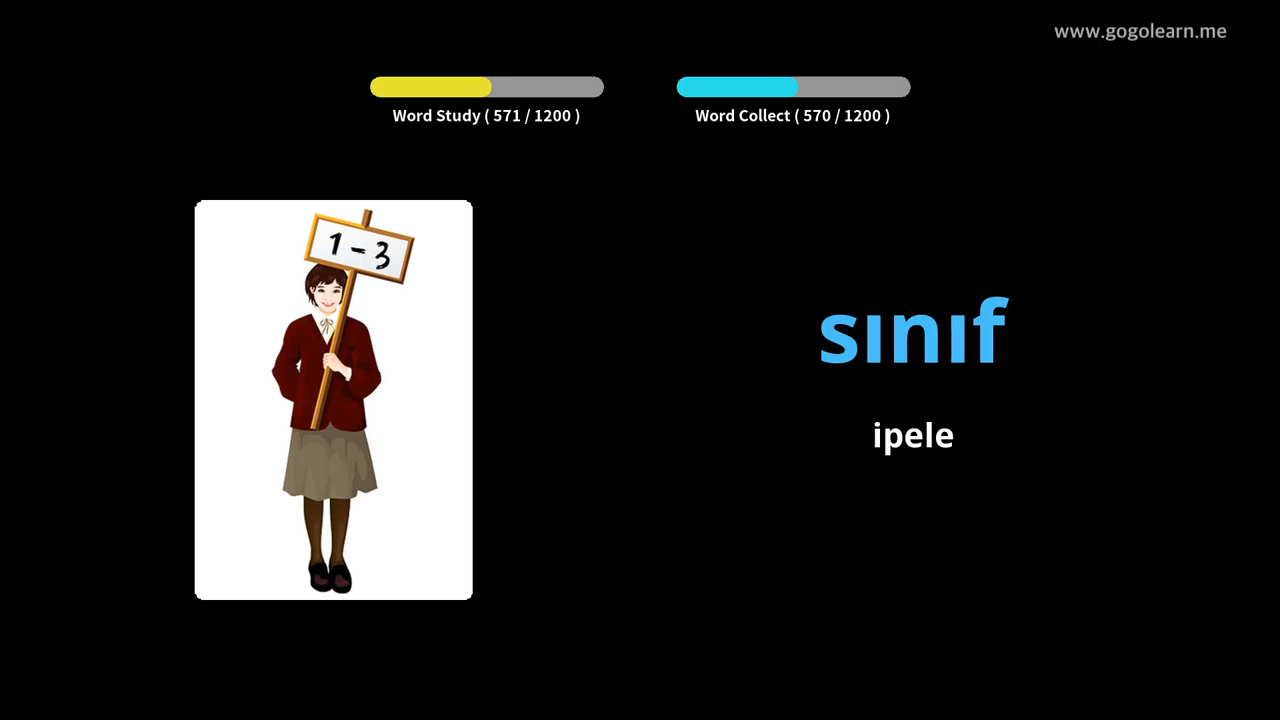 www.gogolearn.me
Word Study ( 571 / 1200 )
Word Collect ( 570 / 1200 )
1 - 3
sınıf
ipele